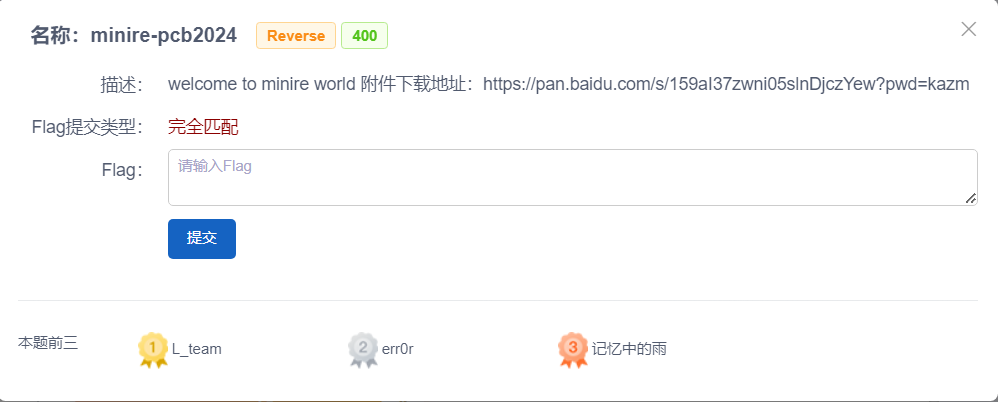 名称：minire-pcb2024 Reverse 400
描述： welcome to minire world 附件下载地址：https://pan.baidu.com/s/159aI37zwni05slnDjczYew?pwd=kazm
Flag提交类型： 完全匹配
Flag： 请输入Flag
提交
本题前三 1 L_team 2 err0r 3 记忆中的雨